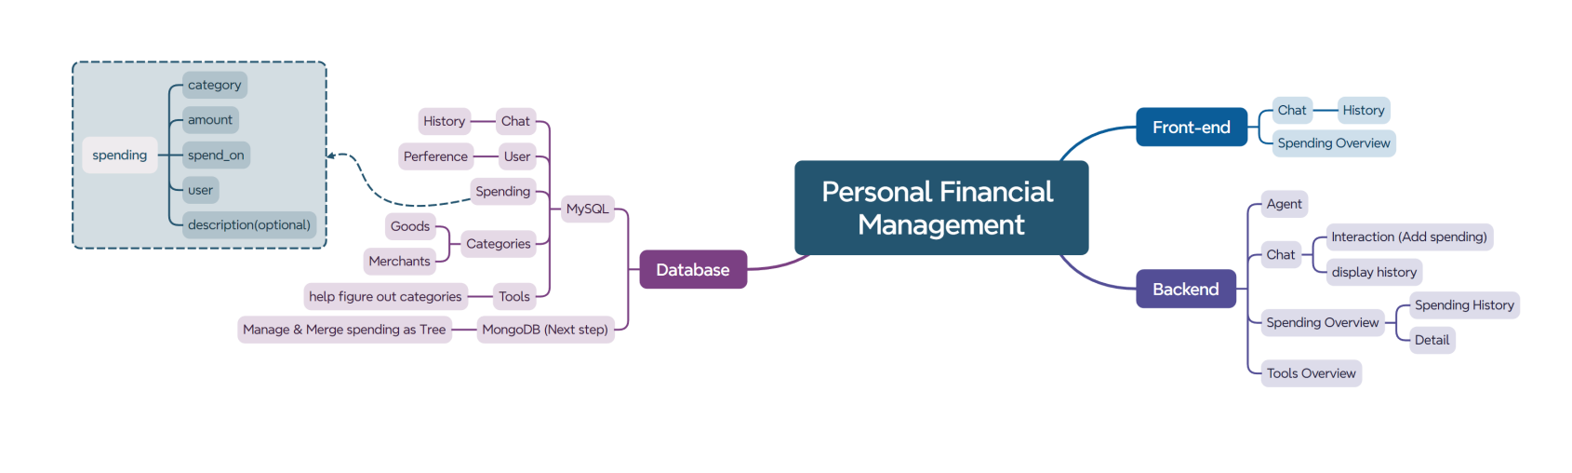 Personal Financial
Management
Front-end
Chat
History
Spending Overview
Backend
Agent
Chat
Interaction (Add spending)
display history
Spending Overview
Spending History
Detail
Tools Overview
Database
MySQL
Chat
History
User
Perference
Spending
Categories
Goods
Merchants
Tools
help figure out categories
MongoDB (Next step)
Manage & Merge spending as Tree
spending
category
amount
spend_on
user
description(optional)